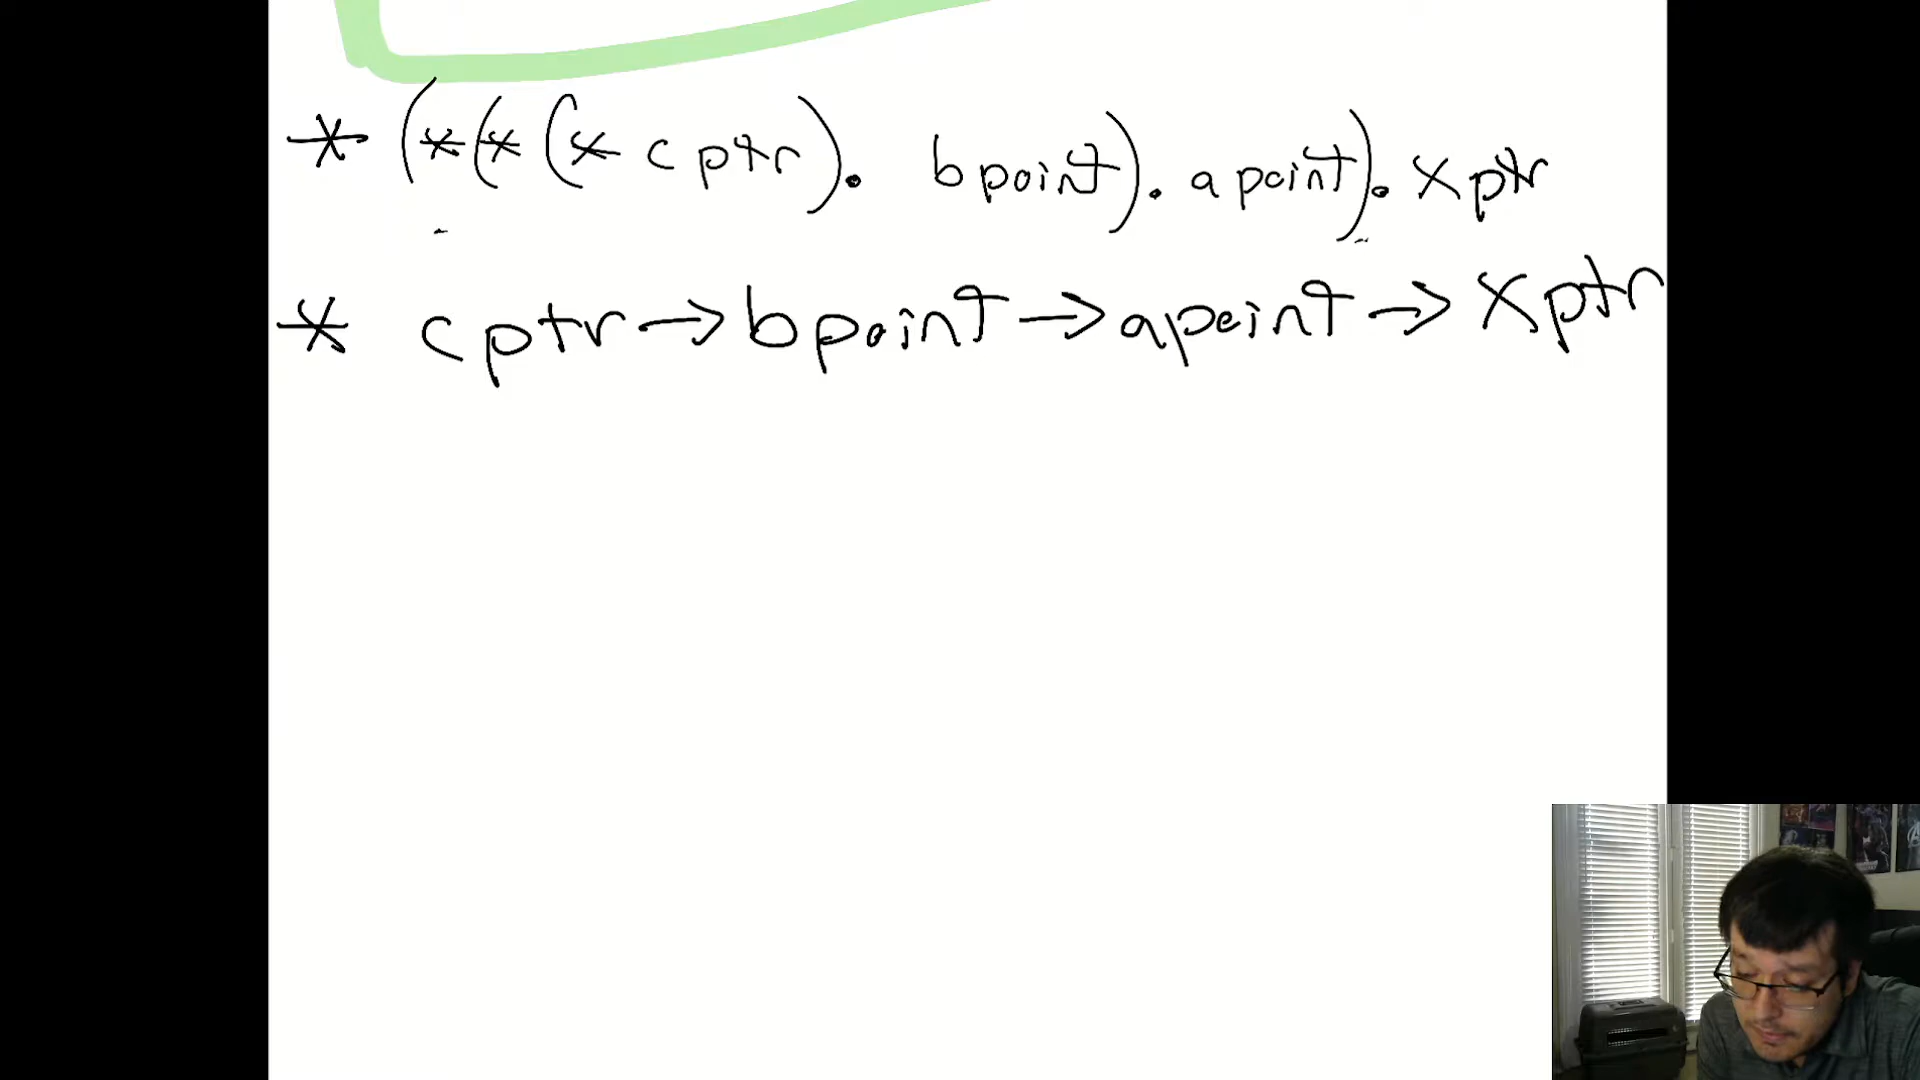 * (*(*(*cptr). bpoint). apoint). xptr
* cptr→bpoint→apoint→xptr